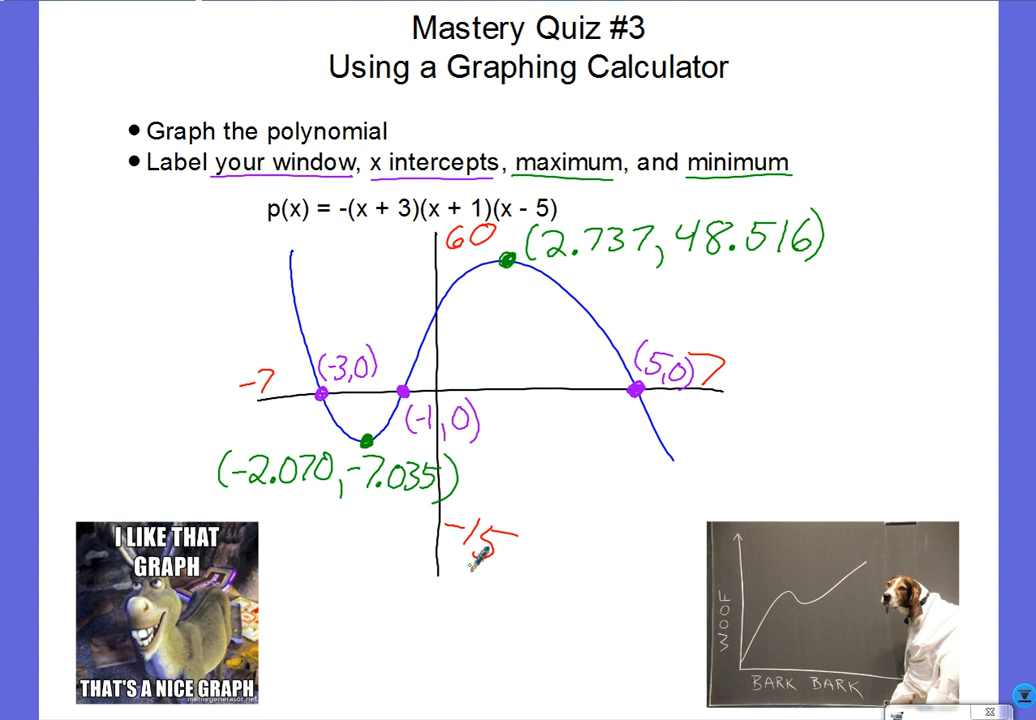 Mastery Quiz #3
Using a Graphing Calculator
• Graph the polynomial
• Label your window, x intercepts, maximum, and minimum
p(x) = -(x + 3)(x + 1)(x - 5)
60
(2.737, 48.516)
-7
(-3,0)
(5,0)
7
(-1,0)
(-2.070, -7.035)
-15
I LIKE THAT
GRAPH
THAT'S A NICE GRAPH
memegenerator.net
WOOF
BARK BARK